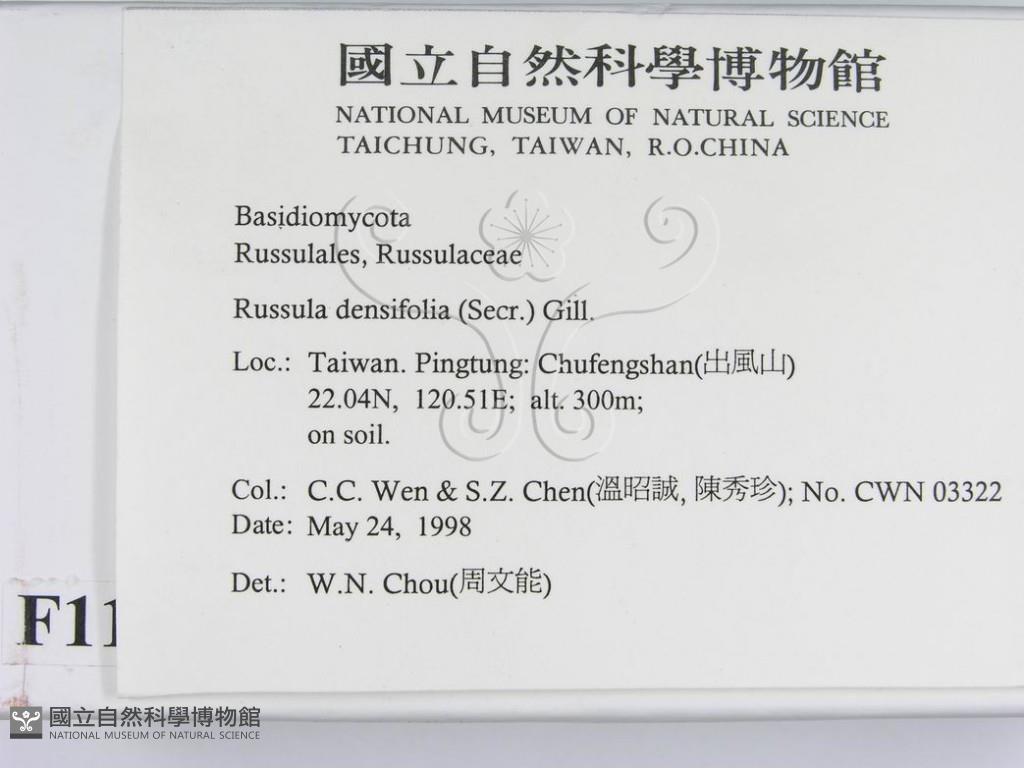 國立自然科學博物館
NATIONAL MUSEUM OF NATURAL SCIENCE
TAICHUNG, TAIWAN, R.O.CHINA
Basidiomycota
Russulales, Russulaceae
Russula densifolia (Secr.) Gill.
Loc.: Taiwan. Pingtung: Chufengshan(出風山)
22.04N, 120.51E; alt. 300m;
on soil.
Col.: C.C. Wen & S.Z. Chen(溫昭誠, 陳秀珍); No. CWN 03322
Date: May 24, 1998
Det.: W.N. Chou(周文能)
F11
國立自然科學博物館
NATIONAL MUSEUM OF NATURAL SCIENCE